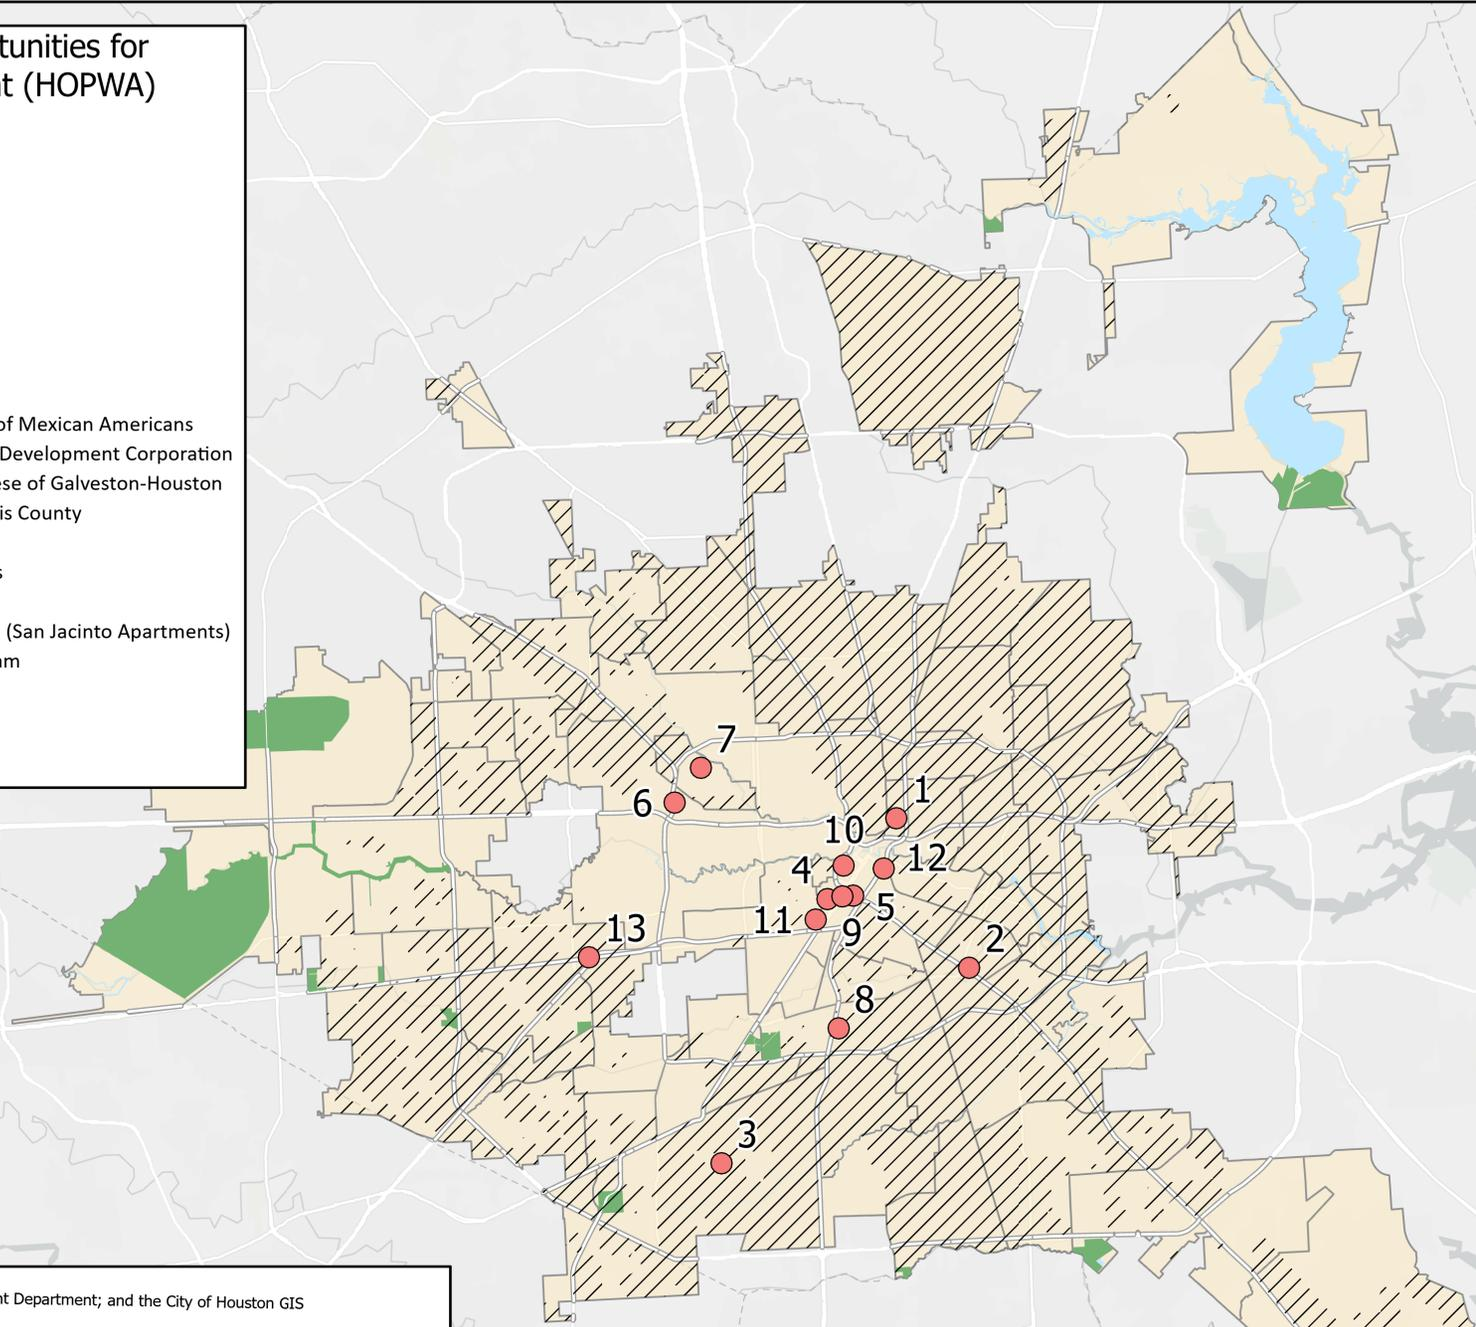 tunities for
t (HOPWA)
of Mexican Americans
Development Corporation
ese of Galveston-Houston
is County
s
(San Jacinto Apartments)
am
7
6
1
10
12
4
5
11
9
13
2
8
3
nt Department; and the City of Houston GIS